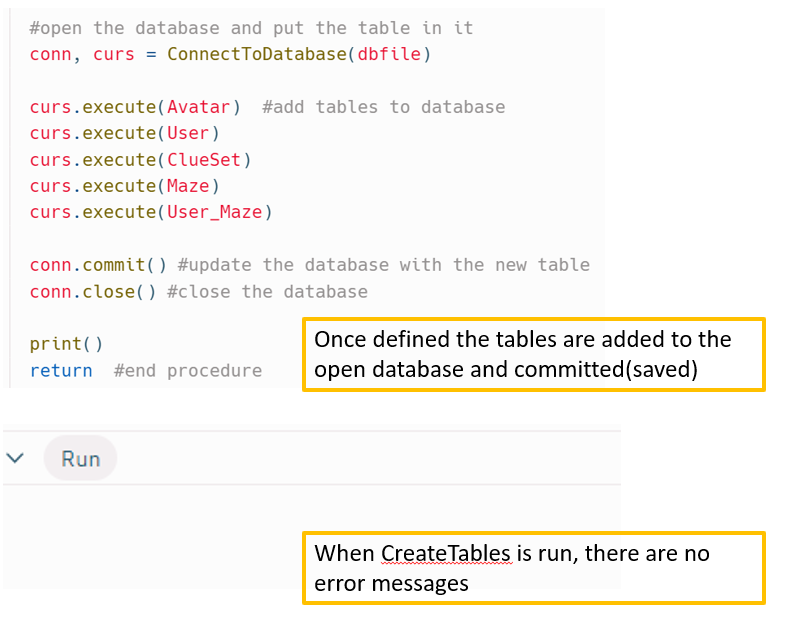 #open the database and put the table in it
conn, curs = ConnectToDatabase(dbfile)
curs.execute(Avatar)  #add tables to database
curs.execute(User)
curs.execute(ClueSet)
curs.execute(Maze)
curs.execute(User_Maze)
conn.commit() #update the database with the new table
conn.close() #close the database
print()
return  #end procedure
Once defined the tables are added to the
open database and committed(saved)
Run
When CreateTables is run, there are no
error messages